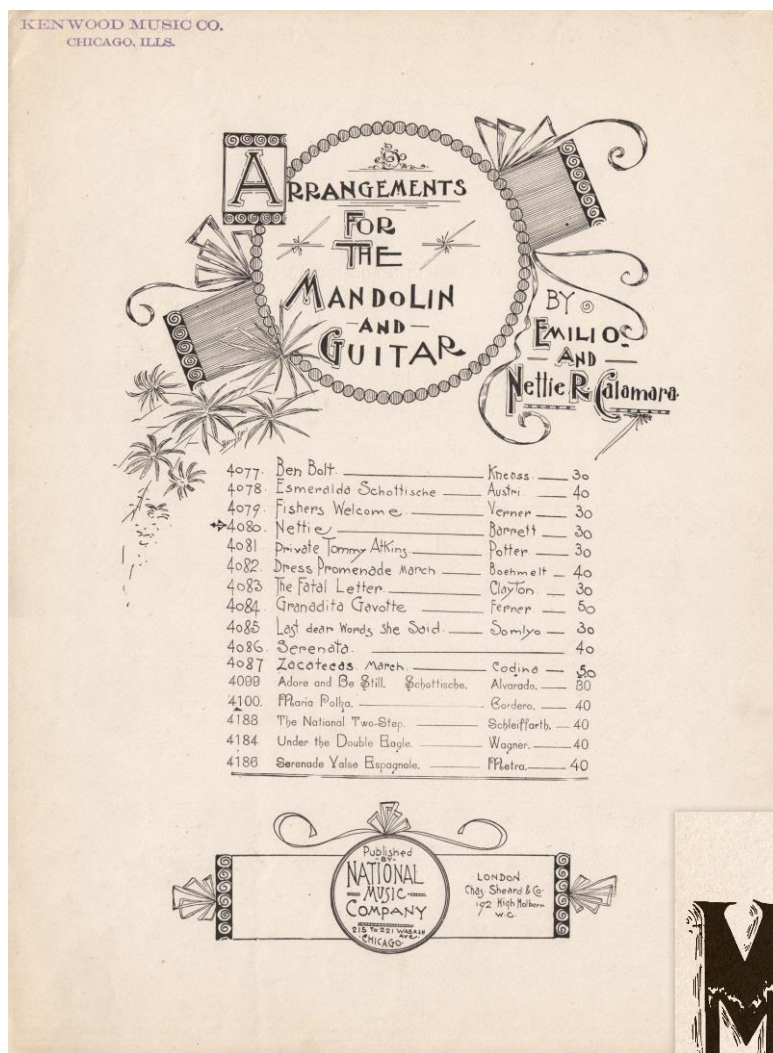 KENWOOD MUSIC CO.
CHICAGO, ILLS.
ARRANGEMENTS
FOR
THE
MANDOLIN
AND
GUITAR
BY
EMILIO
AND
Nettie R. Calamara.
4077. Ben Bolt. Kneass 30
4078. Esmeralda Schottische Austri. 40
4079. Fishers Welcome Verner 30
4080. Nettie Barrett 30
4081 Private Tommy Atkins Potter 30
4082. Dress Promenade March Boehmelt 40
4083. The Fatal Letter. Clayton. 30
4084. Granadita Gavotte Ferner 50
4085 Last dear Words she Said. Somlyo 30
4086. Serenata. 40
4087 Zacatecas March. Codina 50
4099 Adore and Be Still. Schottische. Alvarado. 30
4100. Maria Polka. Cordero. 40
4183 The National Two-Step. Schleiffarth. 40
4184 Under the Double Eagle. Wagner. 40
4186 Serenade Valse Espagnole. Metra. 40
Published
BY
NATIONAL
MUSIC
COMPANY
215 TO 221 WABASH
AVE.
CHICAGO.
LONDON
Chas. Sheard & Co.
192 High Holborn
W.C.
M